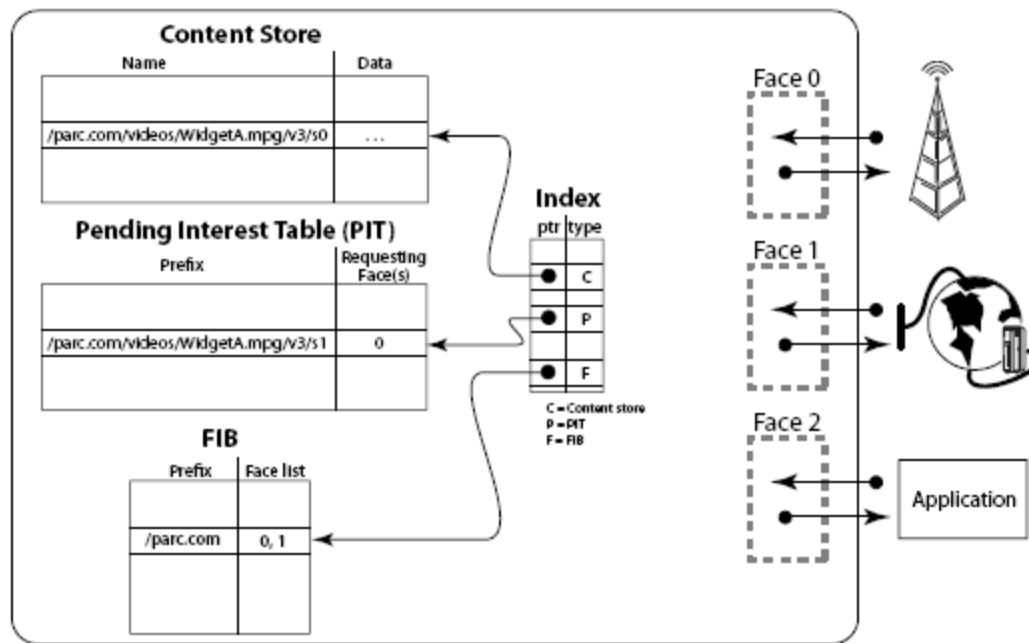 Content Store
Name Data
/parc.com/videos/WidgetA.mpg/v3/s0 ...
Pending Interest Table (PIT)
Prefix Requesting
Face(s)
/parc.com/videos/WidgetA.mpg/v3/s1 0
FIB
Prefix Face list
/parc.com 0, 1
Index
ptr type
C
P
F
C = Content store
P = PIT
F = FIB
Face 0
Face 1
Face 2
Application